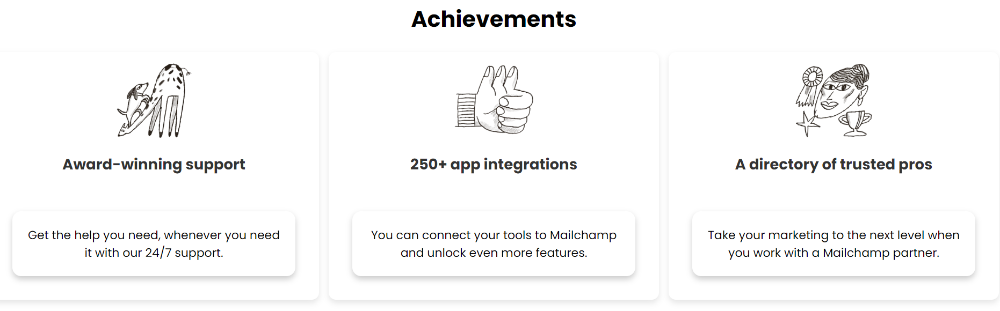 Achievements
Award-winning support
250+ app integrations
A directory of trusted pros
Get the help you need, whenever you need
it with our 24/7 support.
You can connect your tools to Mailchamp
and unlock even more features.
Take your marketing to the next level when
you work with a Mailchamp partner.